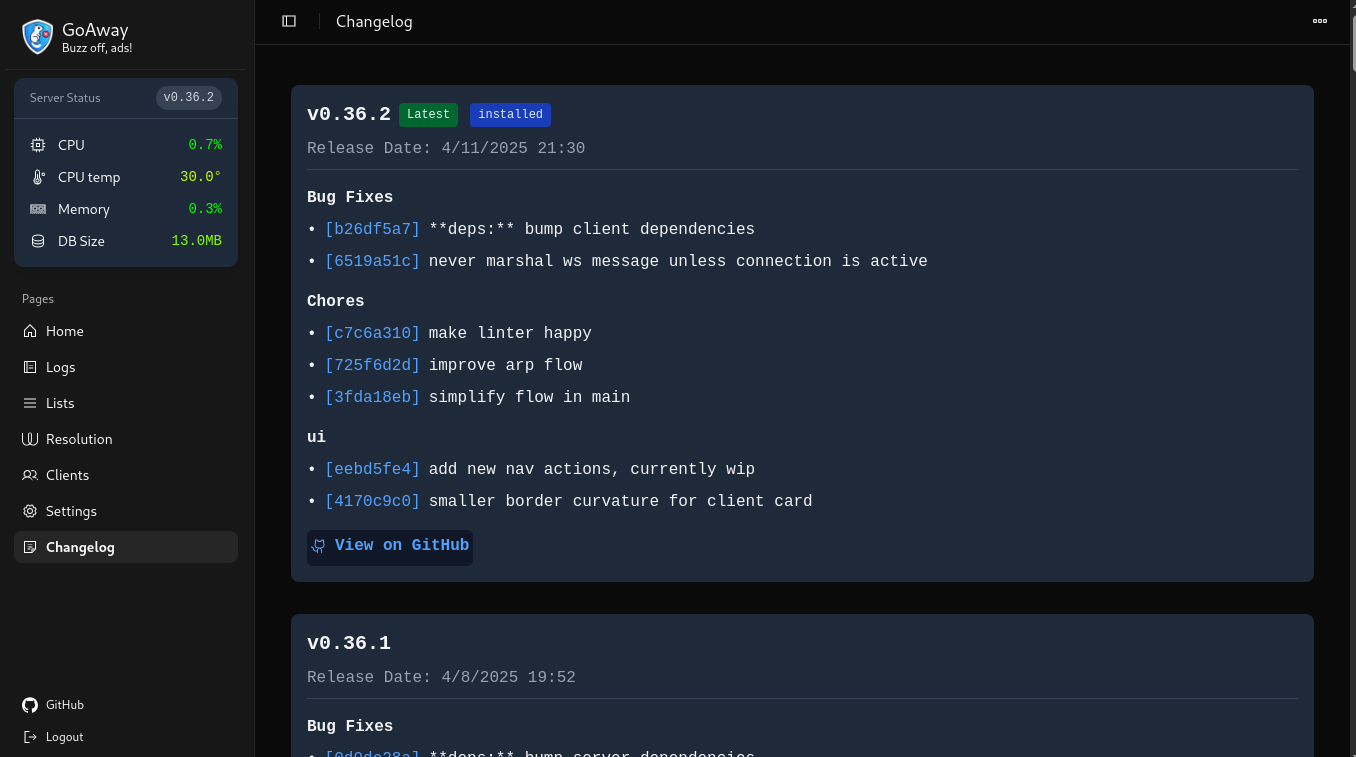 GoAway
Buzz off, ads!
Server Status v0.36.2
CPU 0.7%
CPU temp 30.0°
Memory 0.3%
DB Size 13.0MB
Pages
Home
Logs
Lists
Resolution
Clients
Settings
Changelog
GitHub
Logout
Changelog
v0.36.2 Latest installed
Release Date: 4/11/2025 21:30
Bug Fixes
• [b26df5a7] **deps:** bump client dependencies
• [6519a51c] never marshal ws message unless connection is active
Chores
• [c7c6a310] make linter happy
• [725f6d2d] improve arp flow
• [3fda18eb] simplify flow in main
ui
• [eebd5fe4] add new nav actions, currently wip
• [4170c9c0] smaller border curvature for client card
View on GitHub
v0.36.1
Release Date: 4/8/2025 19:52
Bug Fixes
• **deps:** bump server dependencies